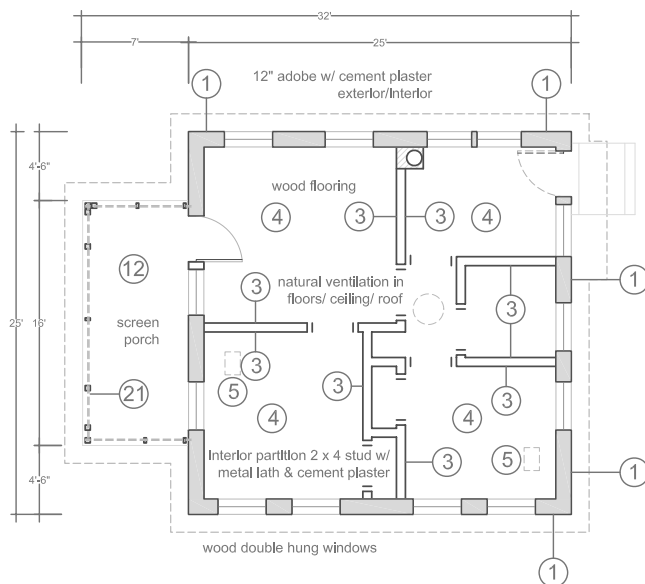 32'
7'
25'
1
12" adobe w/ cement plaster
exterior/Interior
1
4'-6"
wood flooring
4
3
3
4
12
natural ventilation in
floors/ ceiling/ roof
1
3
3
25'
16'
screen
porch
3
3
21
5
3
4
4
Interior partition 2 x 4 stud w/
metal lath & cement plaster
3
5
1
4'-6"
wood double hung windows
1